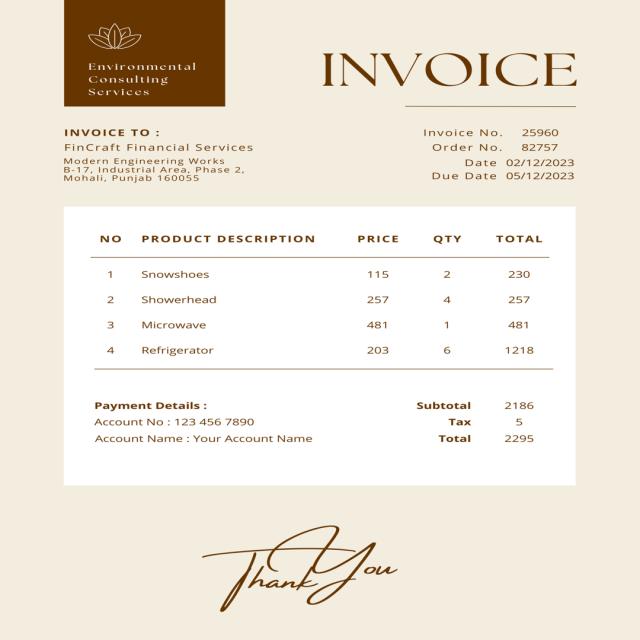 Environmental
Consulting
Services
INVOICE
INVOICE TO :
FinCraft Financial Services
Modern Engineering Works
B-17, Industrial Area, Phase 2,
Mohali, Punjab 160055
Invoice No. 25960
Order No. 82757
Date 02/12/2023
Due Date 05/12/2023
NO PRODUCT DESCRIPTION PRICE QTY TOTAL
1 Snowshoes 115 2 230
2 Showerhead 257 4 257
3 Microwave 481 1 481
4 Refrigerator 203 6 1218
Payment Details :
Account No : 123 456 7890
Account Name : Your Account Name
Subtotal 2186
Tax 5
Total 2295
Thank You